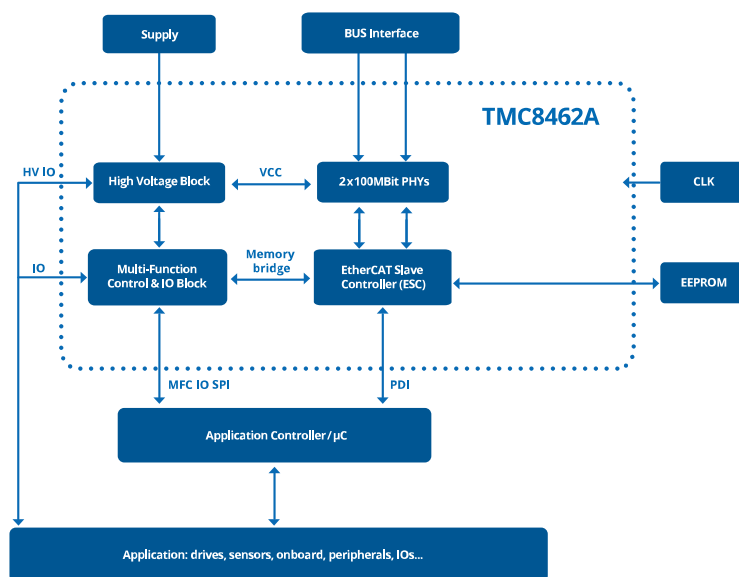 Supply
BUS Interface
TMC8462A
HV IO
High Voltage Block
VCC
2x100MBit PHYs
CLK
IO
Multi-Function
Control & IO Block
Memory
bridge
EtherCAT Slave
Controller (ESC)
EEPROM
MFC IO SPI
PDI
Application Controller/µC
Application: drives, sensors, onboard, peripherals, IOs...